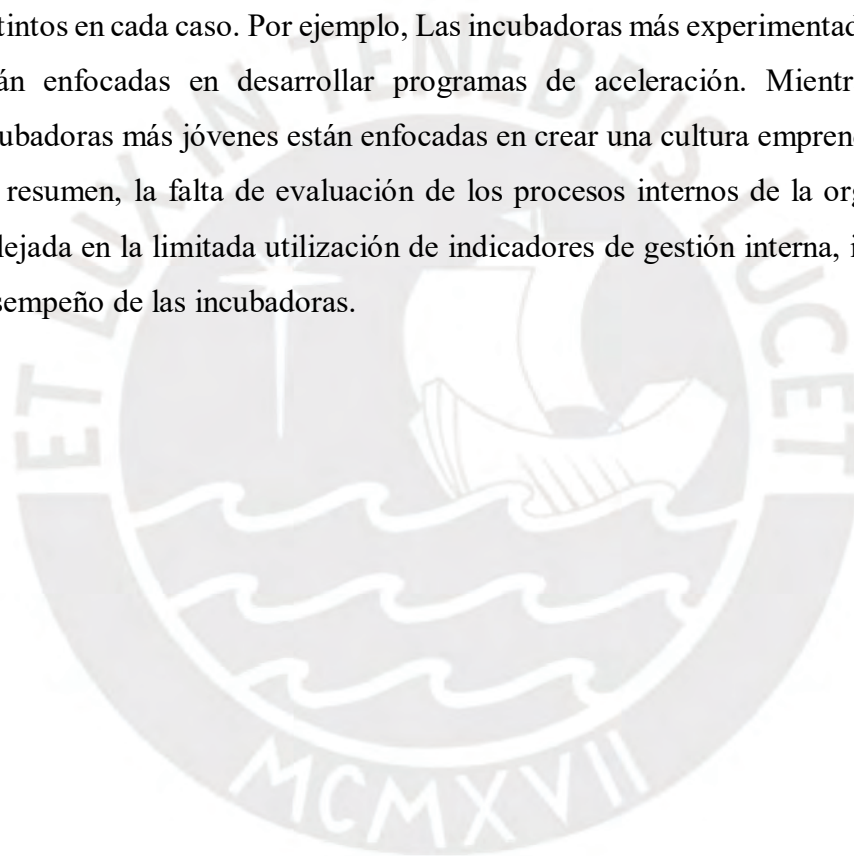 tintos en cada caso. Por ejemplo, Las incubadoras más experimentad
án enfocadas en desarrollar programas de aceleración. Mientr
ubadoras más jóvenes están enfocadas en crear una cultura empren
resumen, la falta de evaluación de los procesos internos de la or
lejada en la limitada utilización de indicadores de gestión interna, i
sempeño de las incubadoras.
ET LUX IN TENEBRIS LUCET
MCMXVII